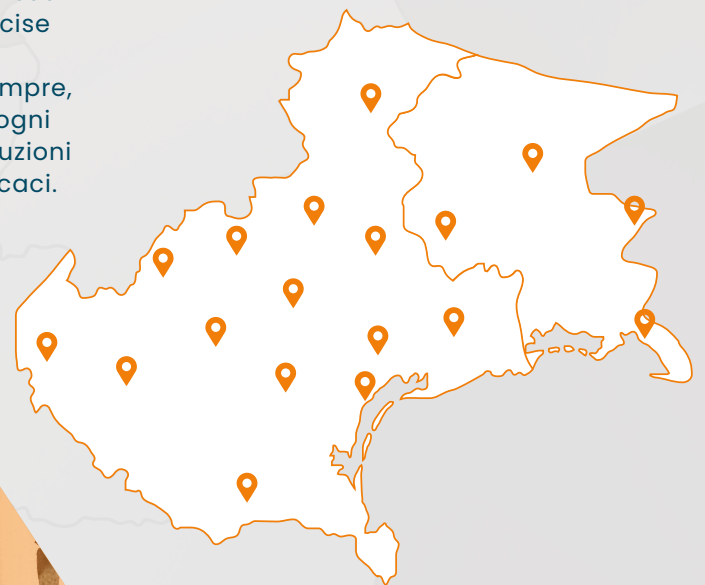 cise
mpre,
ogni
uzioni
caci.